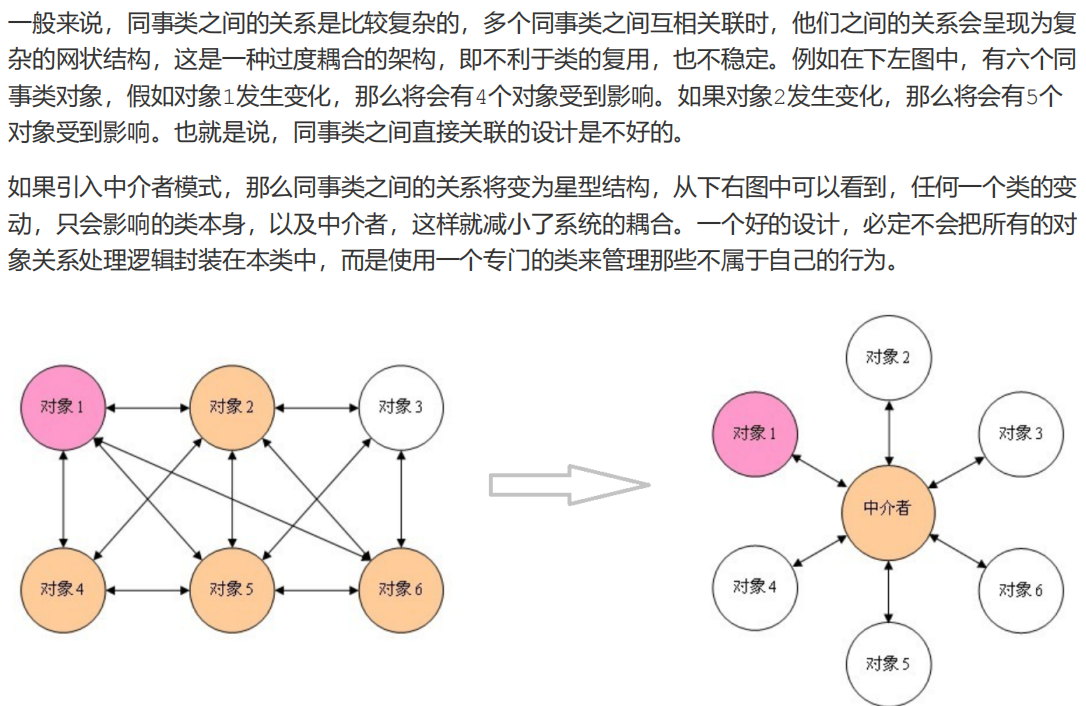 一般来说，同事类之间的关系是比较复杂的，多个同事类之间互相关联时，他们之间的关系会呈现为复
杂的网状结构，这是一种过度耦合的架构，即不利于类的复用，也不稳定。例如在下左图中，有六个同
事类对象，假如对象1发生变化，那么将会有4个对象受到影响。如果对象2发生变化，那么将会有5个
对象受到影响。也就是说，同事类之间直接关联的设计是不好的。
如果引入中介者模式，那么同事类之间的关系将变为星型结构，从下右图中可以看到，任何一个类的变
动，只会影响的类本身，以及中介者，这样就减小了系统的耦合。一个好的设计，必定不会把所有的对
象关系处理逻辑封装在本类中，而是使用一个专门的类来管理那些不属于自己的行为。
对象1
对象2
对象3
对象4
对象5
对象6
对象2
对象1
对象3
中介者
对象4
对象6
对象5